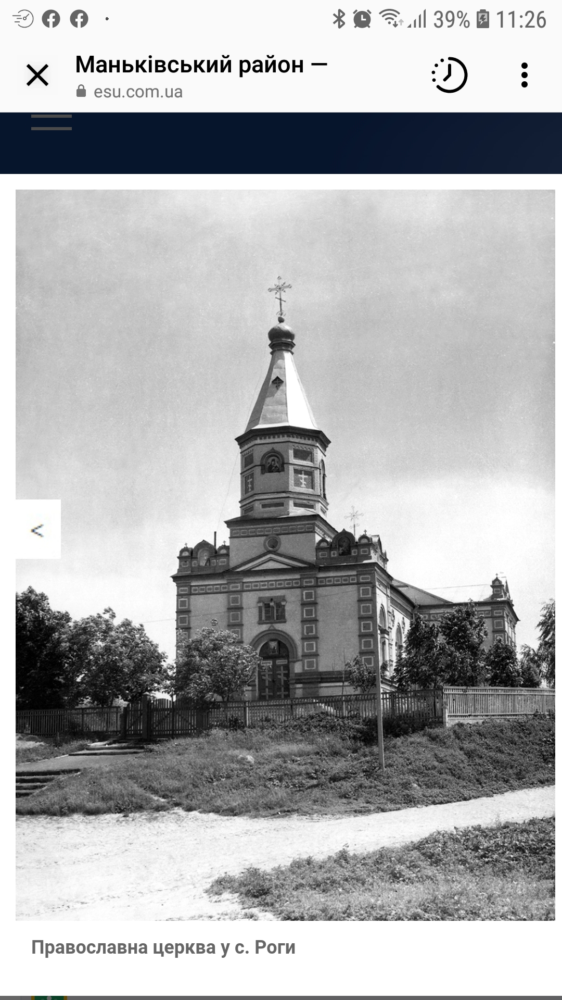 39% 11:26
Маньківський район —
esu.com.ua
<
Православна церква у с. Роги